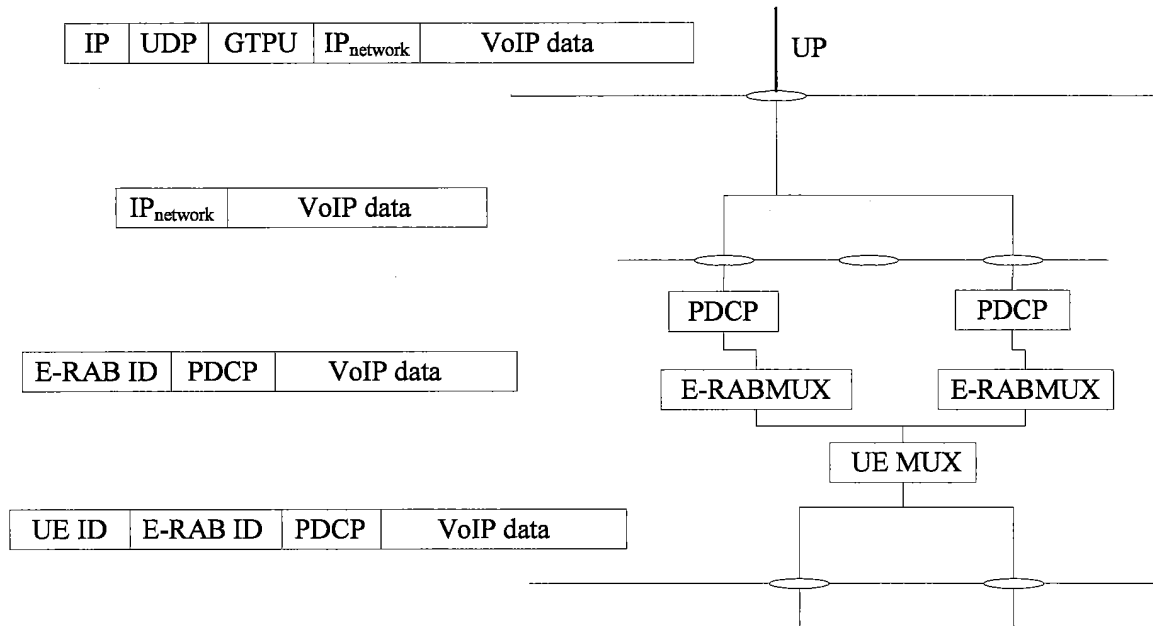 IP UDP GTPU IPnetwork VoIP data
UP
IPnetwork VoIP data
PDCP PDCP
E-RAB ID PDCP VoIP data
E-RABMUX E-RABMUX
UE MUX
UE ID E-RAB ID PDCP VoIP data